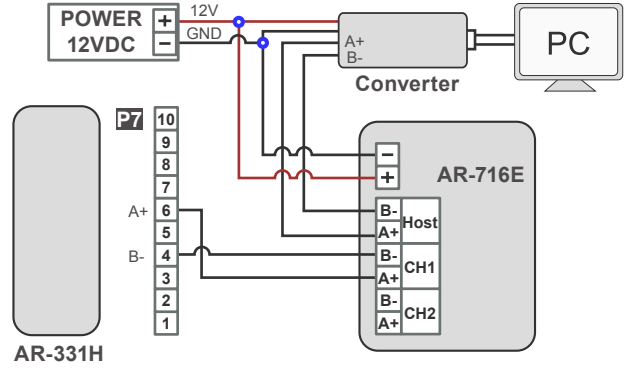 POWER
12VDC
+
−
12V
GND
A+
B-
Converter
PC
P7
10
9
8
7
6
5
4
3
2
1
A+
B-
AR-331H
−
+
AR-716E
B-
A+
Host
B-
A+
CH1
B-
A+
CH2